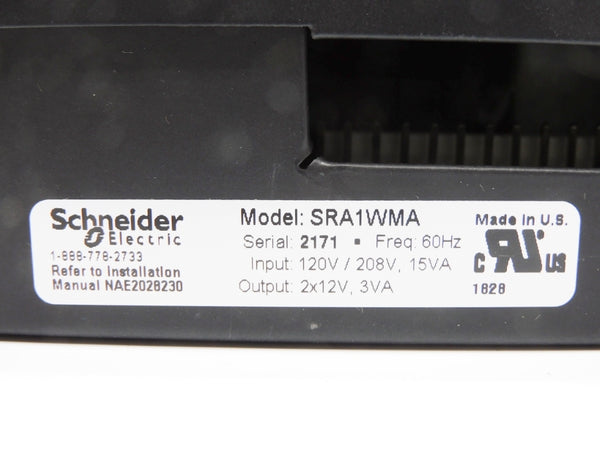 Schneider
Electric
1-888-778-2733
Refer to Installation
Manual NAE2028230
Model: SRA1WMA
Serial: 2171 ▪ Freq: 60Hz
Input: 120V / 208V, 15VA
Output: 2x12V, 3VA
Made in U.S.
c RU us
1828